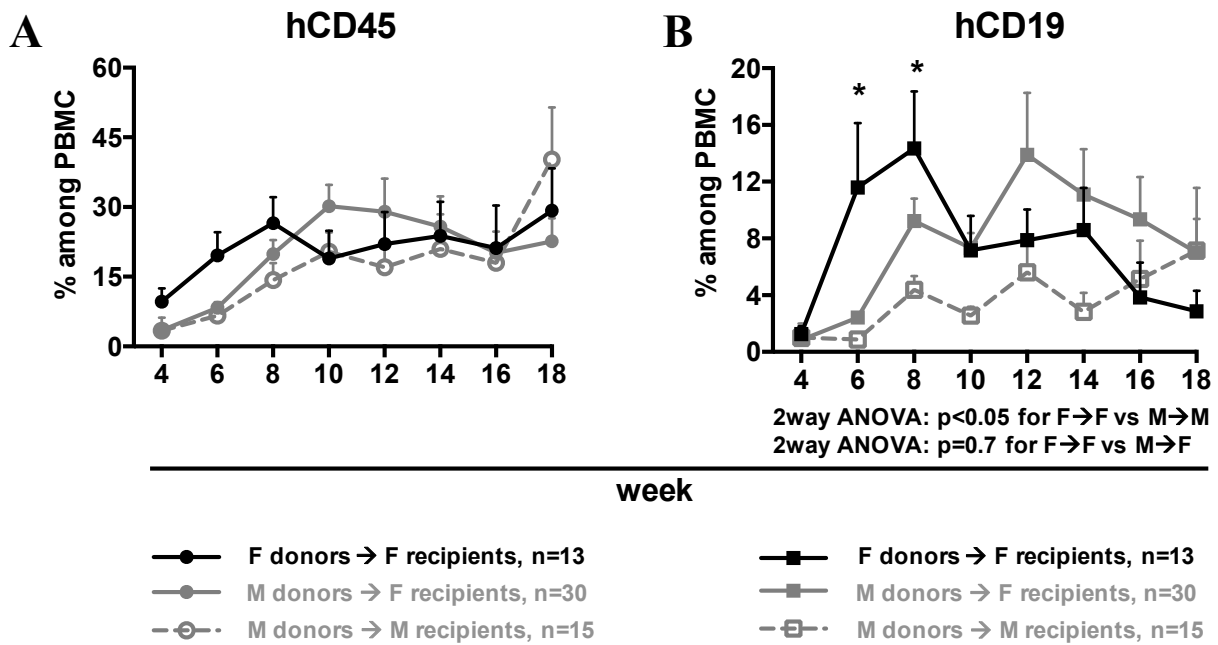 A
hCD45
% among PBMC
60
45
30
15
0
4 6 8 10 12 14 16 18
B
hCD19
% among PBMC
20
16
12
8
4
0
* *
4 6 8 10 12 14 16 18
2way ANOVA: p<0.05 for F→F vs M→M
2way ANOVA: p=0.7 for F→F vs M→F
week
F donors → F recipients, n=13
M donors → F recipients, n=30
M donors → M recipients, n=15
F donors → F recipients, n=13
M donors → F recipients, n=30
M donors → M recipients, n=15